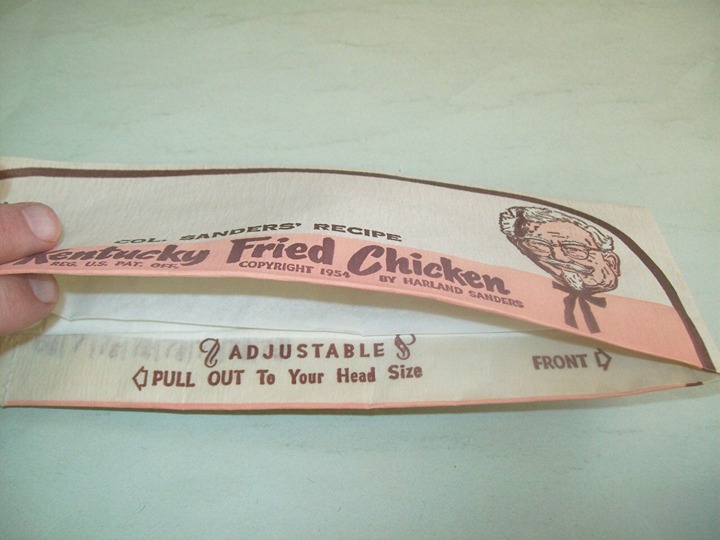 COL. SANDERS' RECIPE
Kentucky Fried Chicken
REG. U.S. PAT. OFF. COPYRIGHT 1954 BY HARLAND SANDERS
ADJUSTABLE
PULL OUT To Your Head Size
FRONT